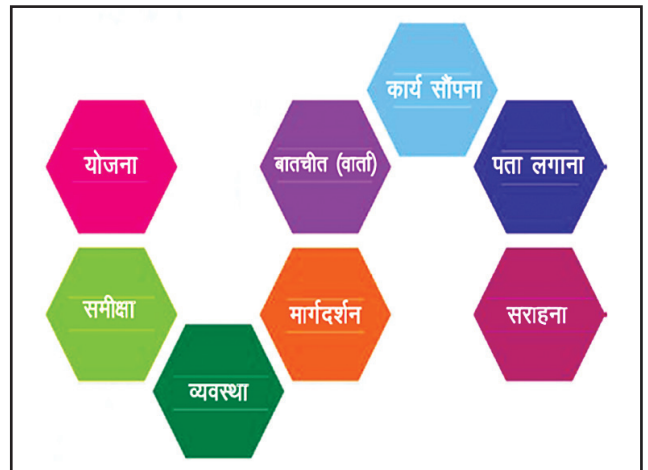 कार्य सौंपना
योजना
बातचीत (वार्ता)
पता लगाना
समीक्षा
मार्गदर्शन
सराहना
व्यवस्था